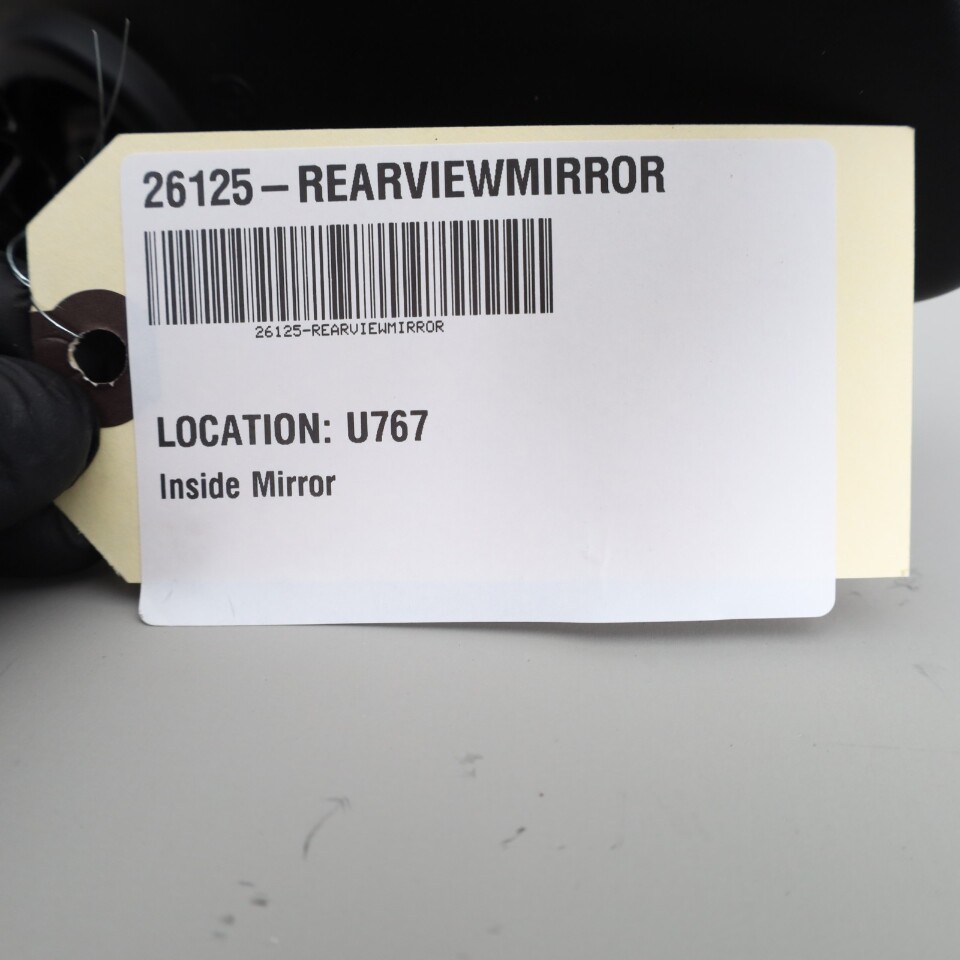 26125-REARVIEWMIRROR
26125-REARVIEWMIRROR
LOCATION: U767
Inside Mirror